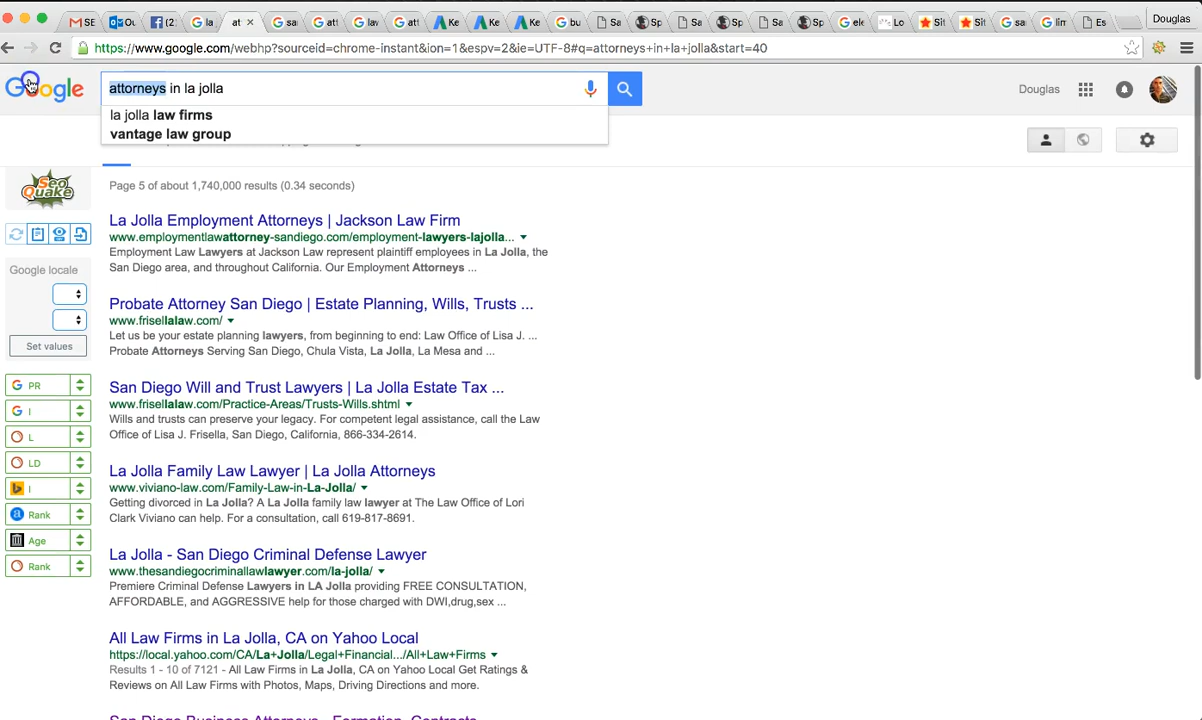 M SE
Ou
(2
la
at
sa
att
la
att
Ke
Ke
Ke
bu
Sa
Sp
Sa
Sp
Sa
Sp
ele
Lo
Sit
Sit
sa
lim
Es
Douglas
https://www.google.com/webhp?sourceid=chrome-instant&ion=1&espv=2&ie=UTF-8#q=attorneys+in+la+jolla&start=40
Google
attorneys in la jolla
Douglas
la jolla law firms
vantage law group
SEO Quake
Page 5 of about 1,740,000 results (0.34 seconds)
La Jolla Employment Attorneys | Jackson Law Firm
www.employmentlawattorney-sandiego.com/employment-lawyers-lajolla...
Employment Law Lawyers at Jackson Law represent plaintiff employees in La Jolla, the
San Diego area, and throughout California. Our Employment Attorneys ...
Google locale
Set values
Probate Attorney San Diego | Estate Planning, Wills, Trusts ...
www.frisellalaw.com/
Let us be your estate planning lawyers, from beginning to end: Law Office of Lisa J. ...
Probate Attorneys Serving San Diego, Chula Vista, La Jolla, La Mesa and ...
San Diego Will and Trust Lawyers | La Jolla Estate Tax ...
www.frisellalaw.com/Practice-Areas/Trusts-Wills.shtml
Wills and trusts can preserve your legacy. For competent legal assistance, call the Law
Office of Lisa J. Frisella, San Diego, California, 866-334-2614.
PR
I
L
LD
I
Rank
Age
Rank
La Jolla Family Law Lawyer | La Jolla Attorneys
www.viviano-law.com/Family-Law-in-La-Jolla/
Getting divorced in La Jolla? A La Jolla family law lawyer at The Law Office of Lori
Clark Viviano can help. For a consultation, call 619-817-8691.
La Jolla - San Diego Criminal Defense Lawyer
www.thesandiegocriminallawlawyer.com/la-jolla/
Premiere Criminal Defense Lawyers in LA Jolla providing FREE CONSULTATION,
AFFORDABLE, and AGGRESSIVE help for those charged with DWI,drug,sex ...
All Law Firms in La Jolla, CA on Yahoo Local
https://local.yahoo.com/CA/La+Jolla/Legal+Financial.../All+Law+Firms
Results 1 - 10 of 7121 - All Law Firms in La Jolla, CA on Yahoo Local Get Ratings &
Reviews on All Law Firms with Photos, Maps, Driving Directions and more.
San Diego Business Attorneys - Formation, Contracts